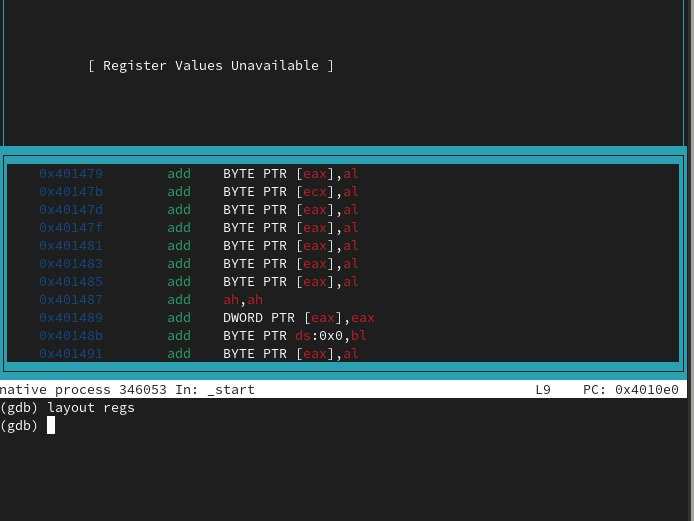 [ Register Values Unavailable ]
0x401479 add BYTE PTR [eax],al
0x40147b add BYTE PTR [ecx],al
0x40147d add BYTE PTR [eax],al
0x40147f add BYTE PTR [eax],al
0x401481 add BYTE PTR [eax],al
0x401483 add BYTE PTR [eax],al
0x401485 add BYTE PTR [eax],al
0x401487 add ah,ah
0x401489 add DWORD PTR [eax],eax
0x40148b add BYTE PTR ds:0x0,bl
0x401491 add BYTE PTR [eax],al
native process 346053 In: _start L9 PC: 0x4010e0
(gdb) layout regs
(gdb)